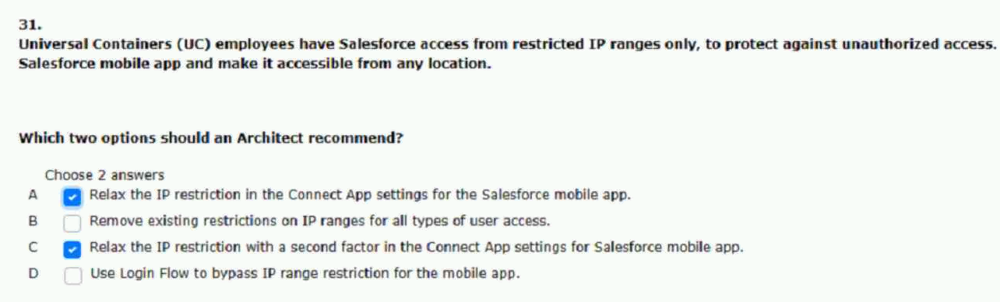 31.
Universal Containers (UC) employees have Salesforce access from restricted IP ranges only, to protect against unauthorized access.
Salesforce mobile app and make it accessible from any location.
Which two options should an Architect recommend?
Choose 2 answers
A Relax the IP restriction in the Connect App settings for the Salesforce mobile app.
B Remove existing restrictions on IP ranges for all types of user access.
C Relax the IP restriction with a second factor in the Connect App settings for Salesforce mobile app.
D Use Login Flow to bypass IP range restriction for the mobile app.